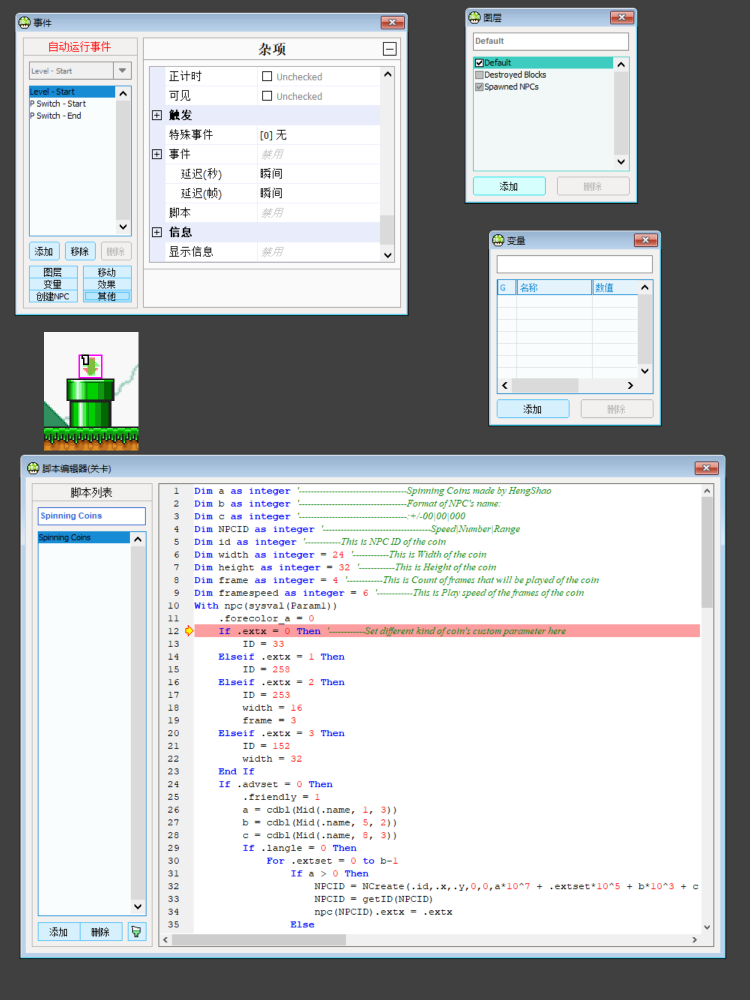 事件
自动运行事件
Level - Start
Level - Start
P Switch - Start
P Switch - End
添加 移除 删除
图层 移动
变量 效果
创建NPC 其他
杂项
正计时 Unchecked
可见 Unchecked
触发
特殊事件 [0] 无
事件 禁用
延迟(秒) 瞬间
延迟(帧) 瞬间
脚本 禁用
信息
显示信息 禁用
图层
Default
Default
Destroyed Blocks
Spawned NPCs
添加 删除
变量
G 名称 数值
添加 删除
1
脚本编辑器(关卡)
脚本列表
Spinning Coins
Spinning Coins
添加 删除
1 Dim a as integer '------------------------------------Spinning Coins made by HengShao
2 Dim b as integer '------------------------------------Format of NPC's name:
3 Dim c as integer '------------------------------------:+/-00|00|000
4 Dim NPCID as integer '------------------------------------Speed|Number|Range
5 Dim id as integer '------------This is NPC ID of the coin
6 Dim width as integer = 24 '------------This is Width of the coin
7 Dim height as integer = 32 '------------This is Height of the coin
8 Dim frame as integer = 4 '------------This is Count of frames that will be played of the coin
9 Dim framespeed as integer = 6 '------------This is Play speed of the frames of the coin
10 With npc(sysval(Param1))
11 .forecolor_a = 0
12 If .extx = 0 Then '------------Set different kind of coin's custom parameter here
13 ID = 33
14 Elseif .extx = 1 Then
15 ID = 258
16 Elseif .extx = 2 Then
17 ID = 253
18 width = 16
19 frame = 3
20 Elseif .extx = 3 Then
21 ID = 152
22 width = 32
23 End If
24 If .advset = 0 Then
25 .friendly = 1
26 a = cdbl(Mid(.name, 1, 3))
27 b = cdbl(Mid(.name, 5, 2))
28 c = cdbl(Mid(.name, 8, 3))
29 If .langle = 0 Then
30 For .extset = 0 to b-1
31 If a > 0 Then
32 NPCID = NCreate(.id,.x,.y,0,0,a*10^7 + .extset*10^5 + b*10^3 + c
33 NPCID = getID(NPCID)
34 npc(NPCID).extx = .extx
35 Else